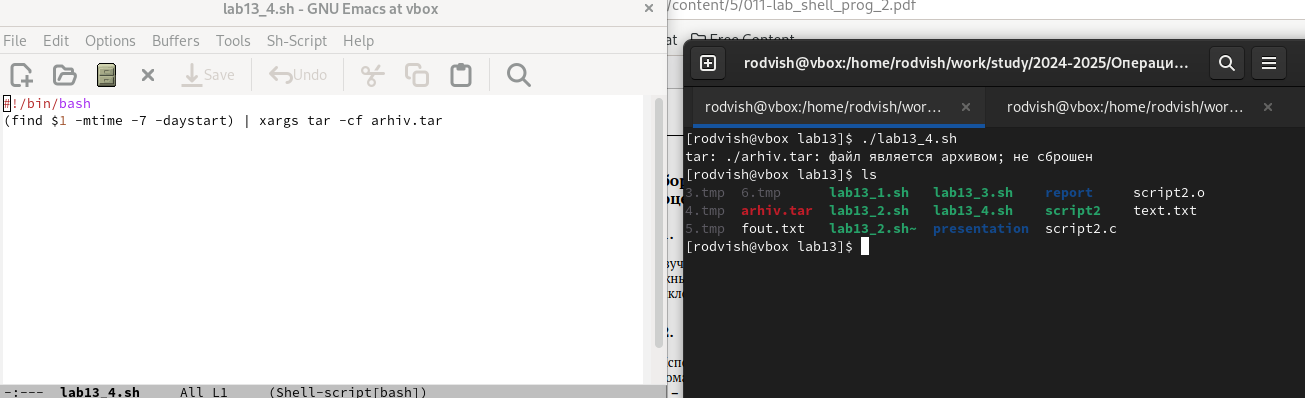 lab13_4.sh - GNU Emacs at vbox
×
File Edit Options Buffers Tools Sh-Script Help
Save Undo
#!/bin/bash
(find $1 -mtime -7 -daystart) | xargs tar -cf arhiv.tar
-:--- lab13_4.sh All L1 (Shell-script[bash])
/content/5/011-lab_shell_prog_2.pdf
at Free Content
rodvish@vbox:/home/rodvish/work/study/2024-2025/Операци...
rodvish@vbox:/home/rodvish/wor... × rodvish@vbox:/home/rodvish/wor... ×
[rodvish@vbox lab13]$ ./lab13_4.sh
tar: ./arhiv.tar: файл является архивом; не сброшен
[rodvish@vbox lab13]$ ls
3.tmp 6.tmp lab13_1.sh lab13_3.sh report script2.o
4.tmp arhiv.tar lab13_2.sh lab13_4.sh script2 text.txt
5.tmp fout.txt lab13_2.sh~ presentation script2.c
[rodvish@vbox lab13]$